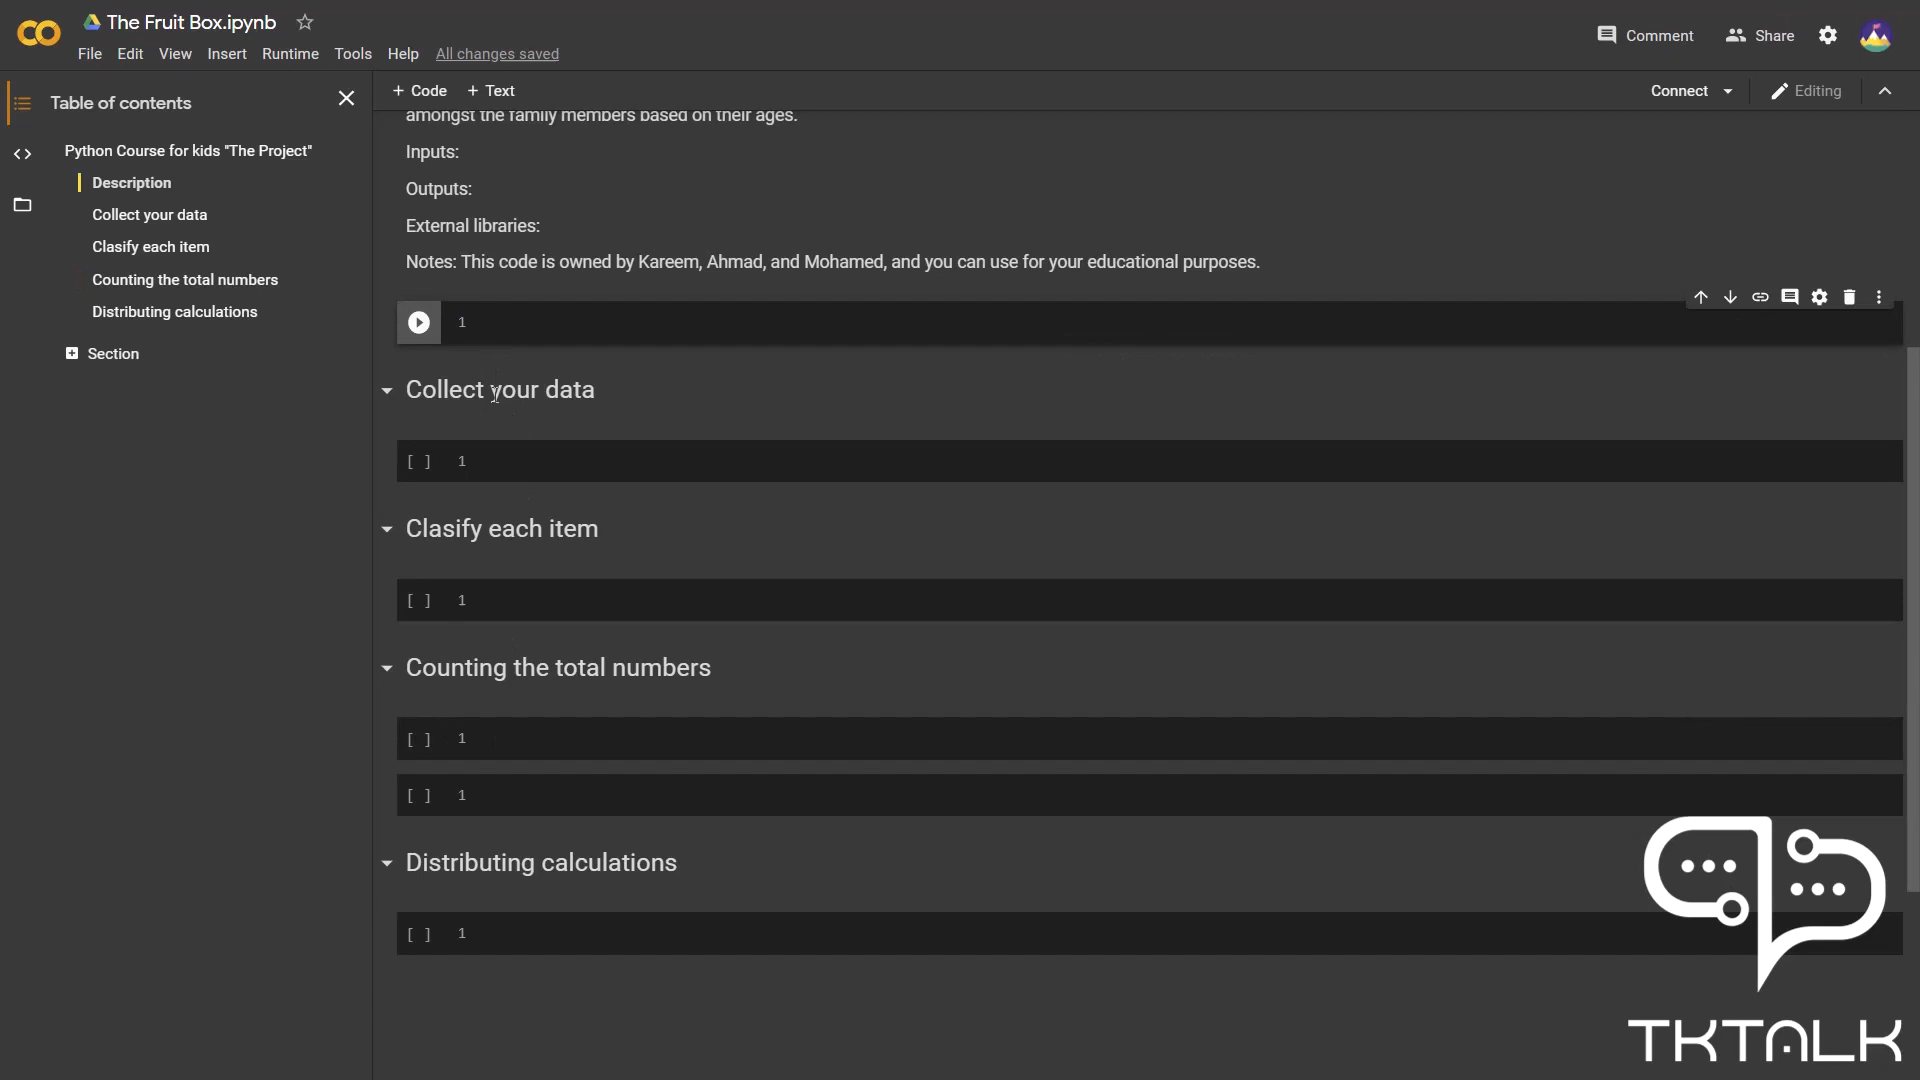 The Fruit Box.ipynb
File Edit View Insert Runtime Tools Help All changes saved
Comment Share
Table of contents
+ Code + Text
Connect Editing
Python Course for kids "The Project"
Description
Collect your data
Clasify each item
Counting the total numbers
Distributing calculations
Section
amongst the family members based on their ages.
Inputs:
Outputs:
External libraries:
Notes: This code is owned by Kareem, Ahmad, and Mohamed, and you can use for your educational purposes.
1
Collect your data
[ ] 1
Clasify each item
[ ] 1
Counting the total numbers
[ ] 1
[ ] 1
Distributing calculations
[ ] 1
TKTALK